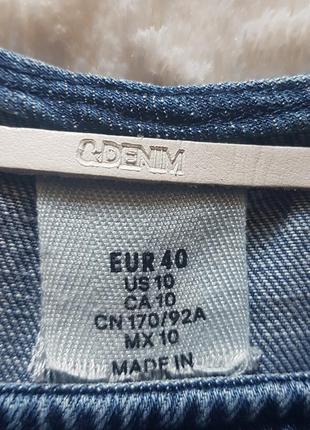 &DENIM
EUR 40
US 10
CA 10
CN 170/92A
MX 10
MADE IN